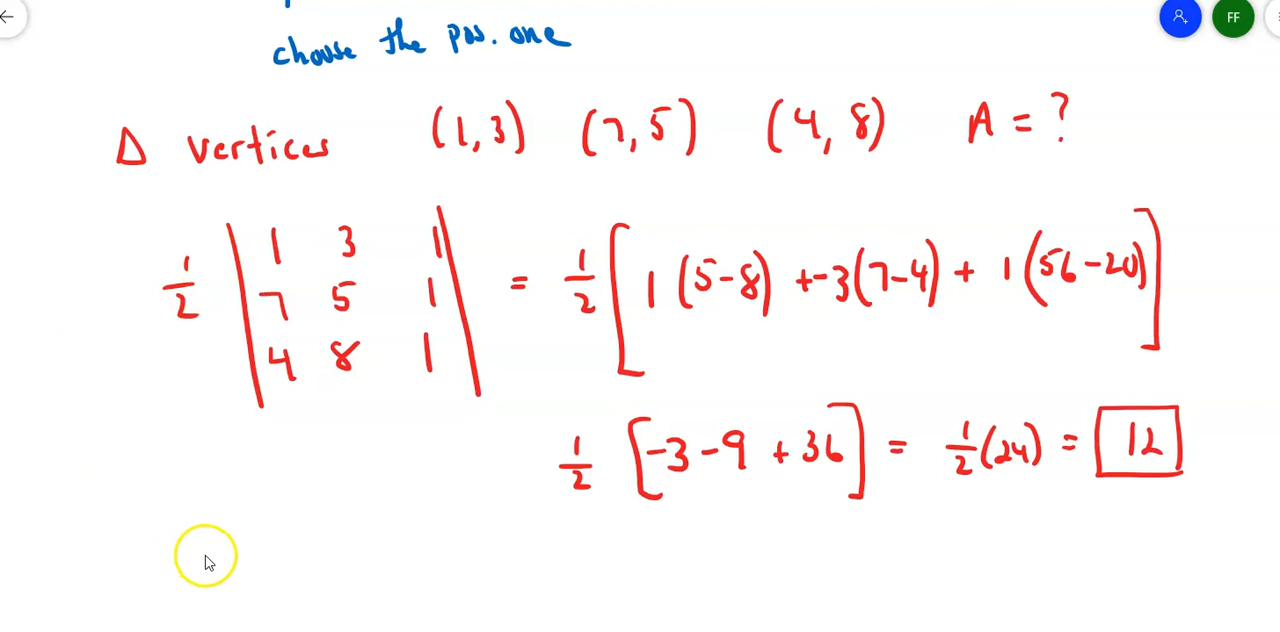 FF
choose the pos. one
Δ vertices (1,3) (7,5) (4,8) A = ?
1/2 | 1 3 1 | = 1/2 [ 1 (5-8) + -3(7-4) + 1 (56-20) ]
7 5 1
4 8 1
1/2 [-3-9+36] = 1/2 (24) = 12